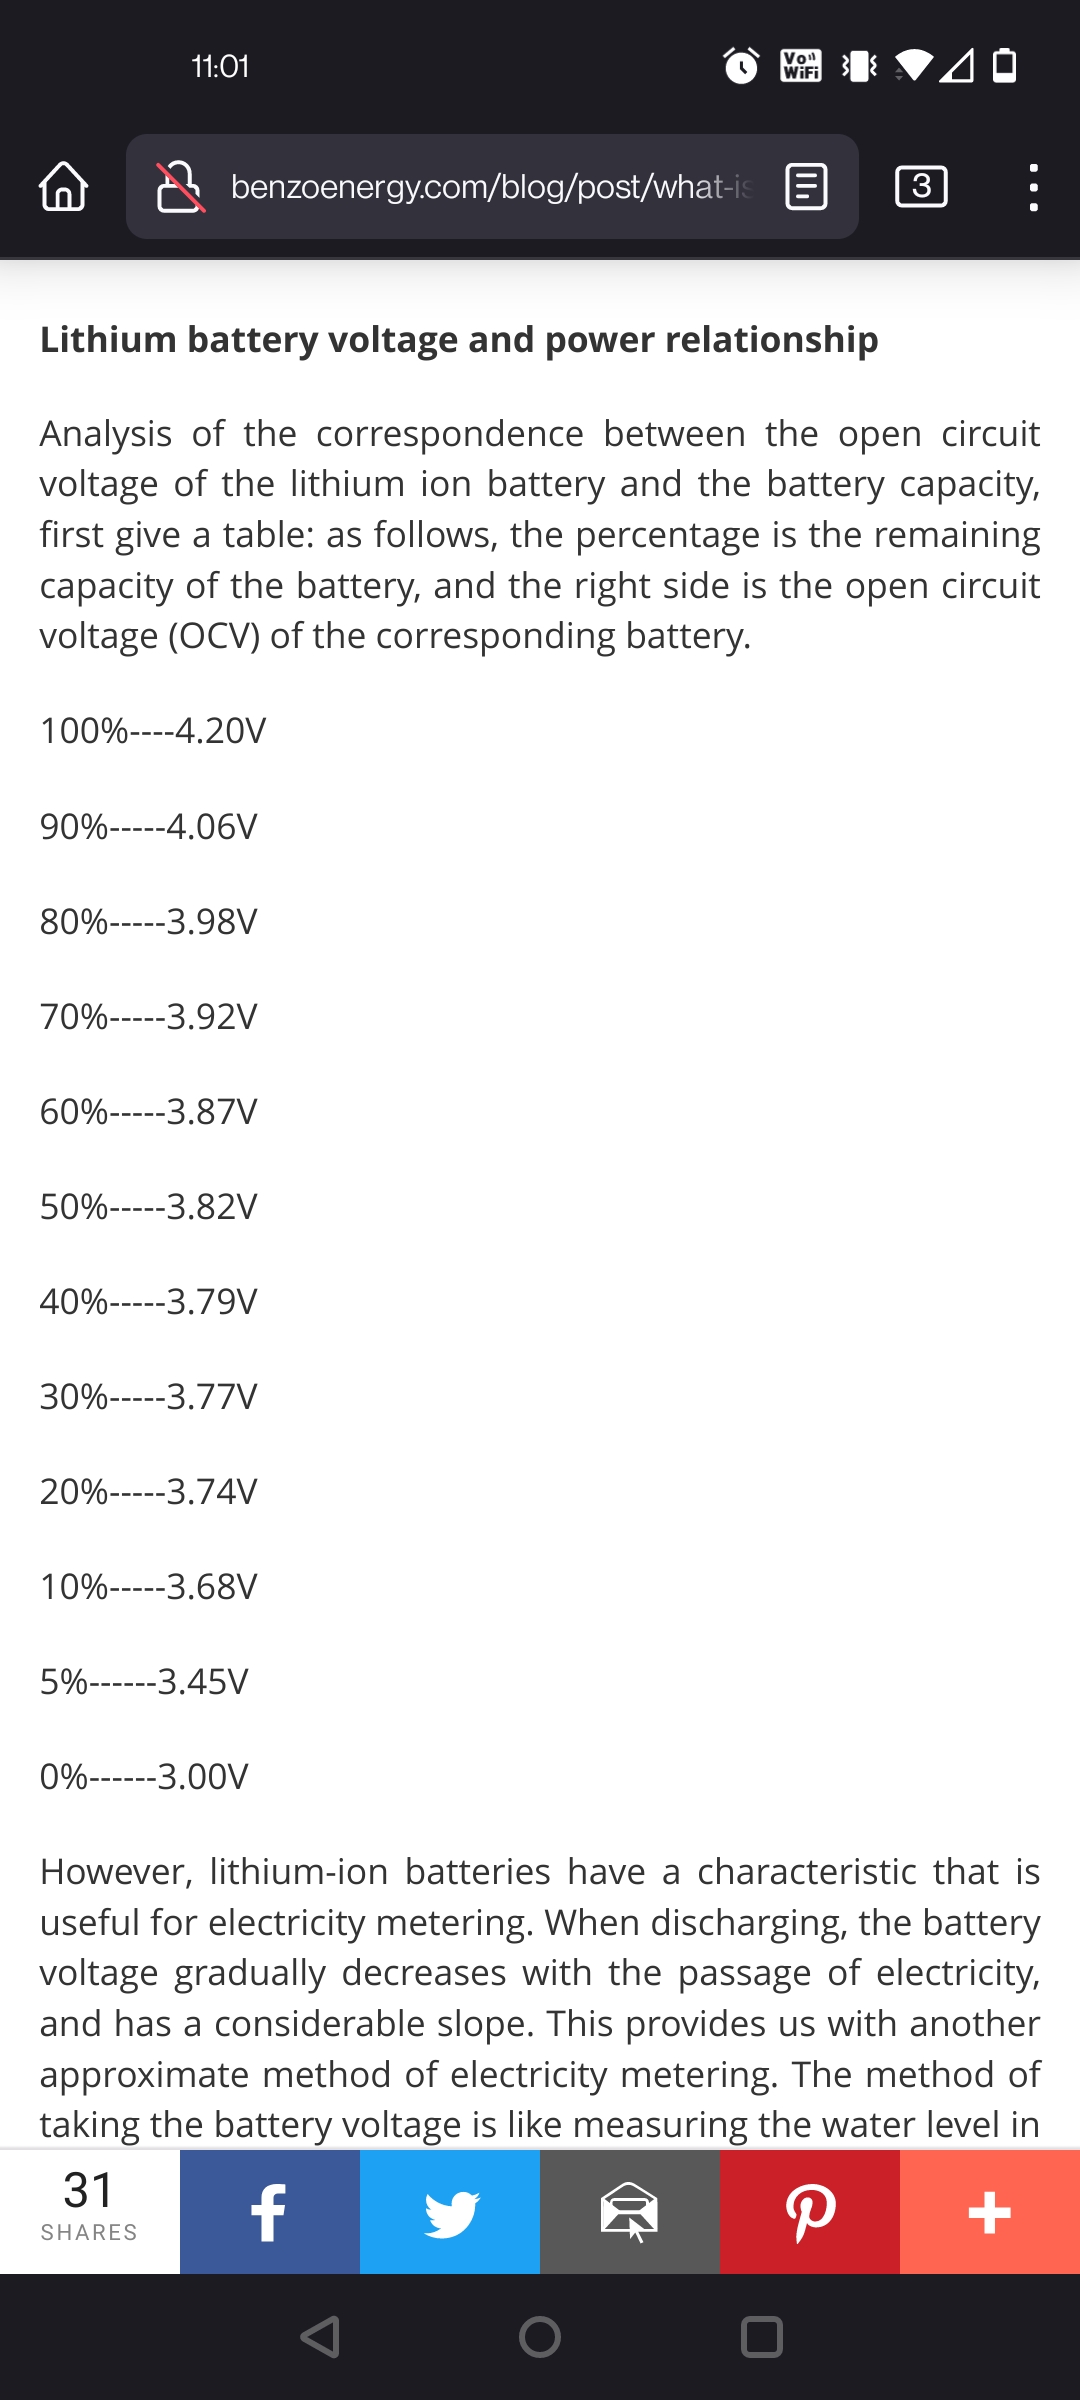 11:01
Vo
WiFi
benzoenergy.com/blog/post/what-is
3
Lithium battery voltage and power relationship
Analysis of the correspondence between the open circuit
voltage of the lithium ion battery and the battery capacity,
first give a table: as follows, the percentage is the remaining
capacity of the battery, and the right side is the open circuit
voltage (OCV) of the corresponding battery.
100%----4.20V
90%-----4.06V
80%-----3.98V
70%-----3.92V
60%-----3.87V
50%-----3.82V
40%-----3.79V
30%-----3.77V
20%-----3.74V
10%-----3.68V
5%------3.45V
0%------3.00V
However, lithium-ion batteries have a characteristic that is
useful for electricity metering. When discharging, the battery
voltage gradually decreases with the passage of electricity,
and has a considerable slope. This provides us with another
approximate method of electricity metering. The method of
taking the battery voltage is like measuring the water level in
31
SHARES